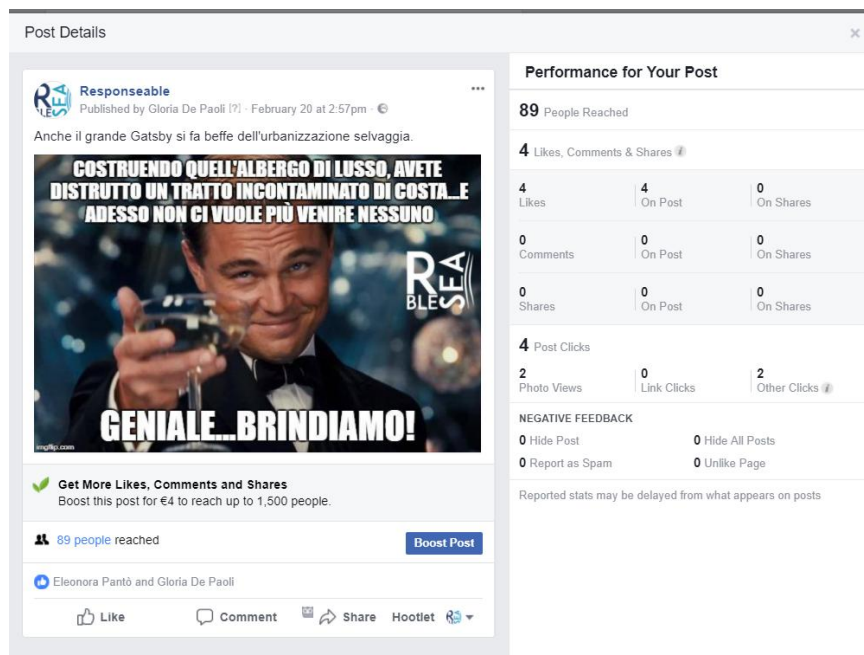 Post Details
×
Responseable
Published by Gloria De Paoli [?] · February 20 at 2:57pm ·
Anche il grande Gatsby si fa beffe dell'urbanizzazione selvaggia.
COSTRUENDO QUELL'ALBERGO DI LUSSO, AVETE
DISTRUTTO UN TRATTO INCONTAMINATO DI COSTA...E
ADESSO NON CI VUOLE PIÙ VENIRE NESSUNO
R
BLE
SEA
GENIALE...BRINDIAMO!
imgflip.com
Get More Likes, Comments and Shares
Boost this post for €4 to reach up to 1,500 people.
89 people reached
Boost Post
Eleonora Pantò and Gloria De Paoli
Like Comment Share Hootlet
Performance for Your Post
89 People Reached
4 Likes, Comments & Shares
4 4 0
Likes On Post On Shares
0 0 0
Comments On Post On Shares
0 0 0
Shares On Post On Shares
4 Post Clicks
2 0 2
Photo Views Link Clicks Other Clicks
NEGATIVE FEEDBACK
0 Hide Post 0 Hide All Posts
0 Report as Spam 0 Unlike Page
Reported stats may be delayed from what appears on posts